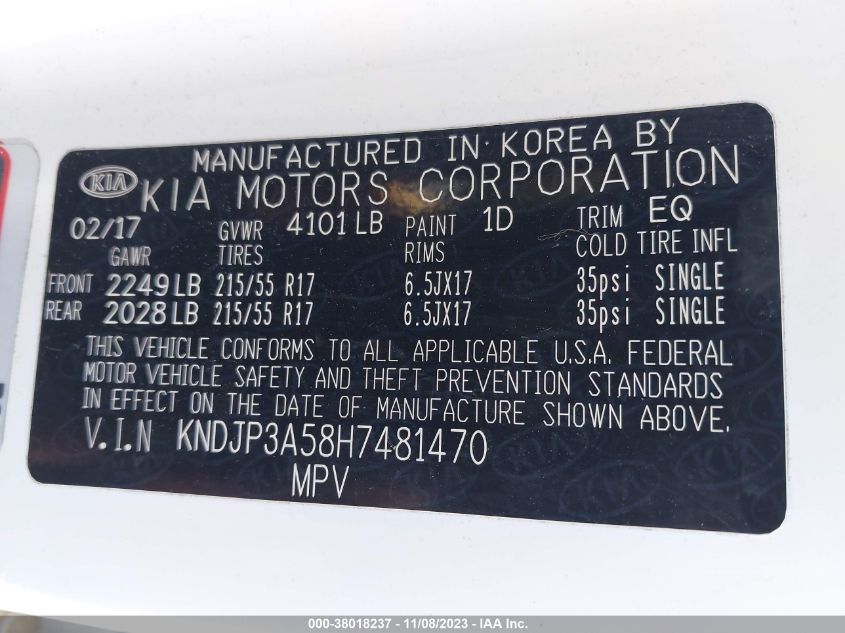 MANUFACTURED IN KOREA BY
KIA KIA MOTORS CORPORATION
02/17 GVWR 4101 LB PAINT 1D TRIM EQ
GAWR TIRES RIMS COLD TIRE INFL
FRONT 2249 LB 215/55 R17 6.5JX17 35psi SINGLE
REAR 2028 LB 215/55 R17 6.5JX17 35psi SINGLE
THIS VEHICLE CONFORMS TO ALL APPLICABLE U.S.A. FEDERAL
MOTOR VEHICLE SAFETY AND THEFT PREVENTION STANDARDS
IN EFFECT ON THE DATE OF MANUFACTURE SHOWN ABOVE.
V.I.N KNDJP3A58H7481470
MPV
000-38018237 - 11/08/2023 - IAA Inc.